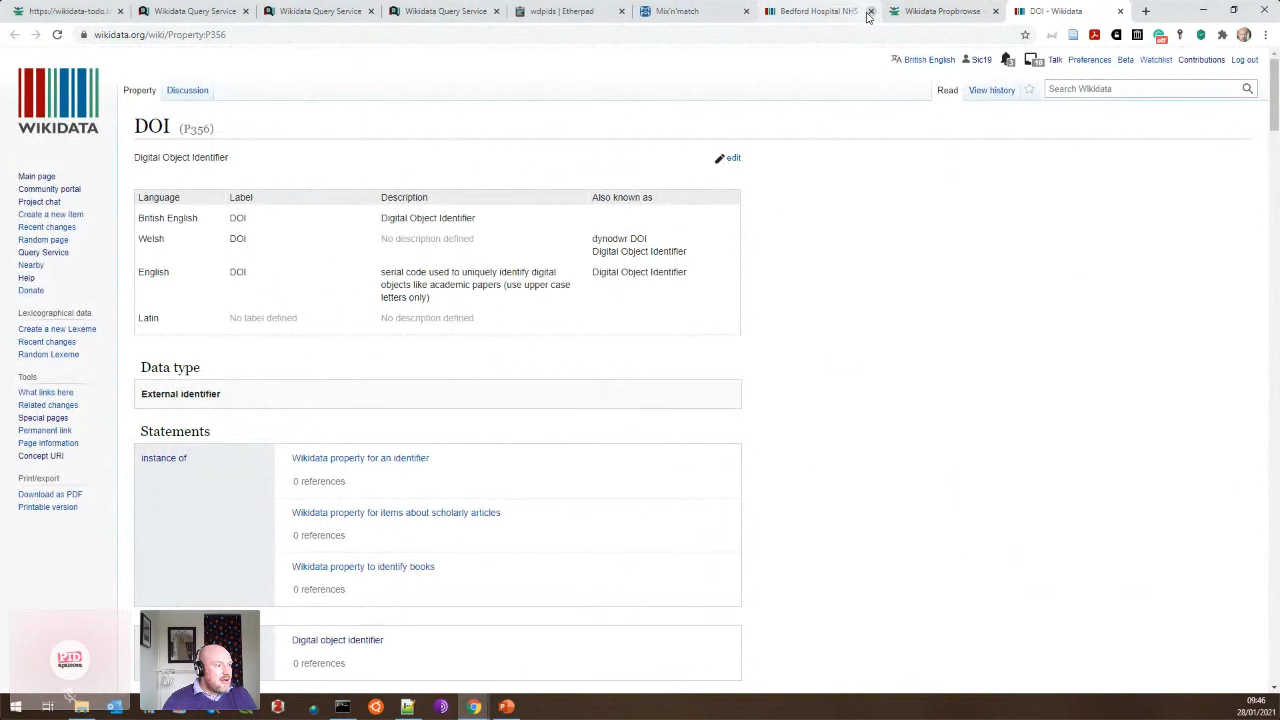 https://wikidata-todo.to
Wikidata Query Service
Wikidata Query Service
Wikidata Query Service
wdpids | Etherpad
Mix'n'match
Bedford Hospital NHS
Wikidata Propbrowse
DOI - Wikidata
wikidata.org/wiki/Property:P356
British English
Sic19
Talk
Preferences
Beta
Watchlist
Contributions
Log out
Property
Discussion
Read
View history
Search Wikidata
WIKIDATA
DOI (P356)
Digital Object Identifier
edit
Main page
Community portal
Project chat
Create a new Item
Recent changes
Random page
Query Service
Nearby
Help
Donate
Lexicographical data
Create a new Lexeme
Recent changes
Random Lexeme
Tools
What links here
Related changes
Special pages
Permanent link
Page information
Concept URI
Print/export
Download as PDF
Printable version
Language Label Description Also known as
British English DOI Digital Object Identifier
Welsh DOI No description defined dynodwr DOI
Digital Object Identifier
English DOI serial code used to uniquely identify digital Digital Object Identifier
objects like academic papers (use upper case
letters only)
Latin No label defined No description defined
Data type
External identifier
Statements
instance of
Wikidata property for an identifier
0 references
Wikidata property for items about scholarly articles
0 references
Wikidata property to identify books
0 references
Digital object identifier
0 references
PID
09:46
28/01/2021